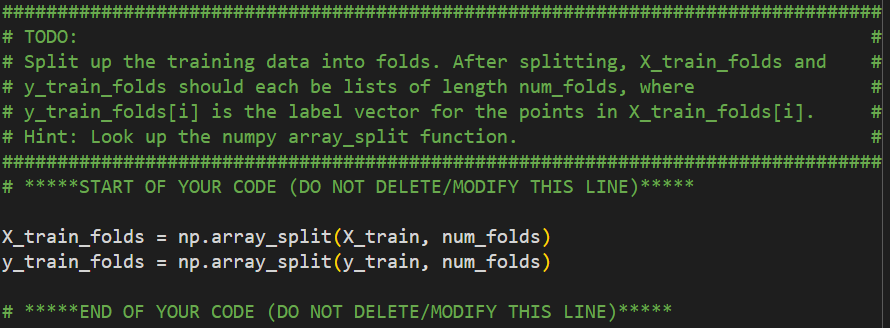 ################################################################################
# TODO:                                                                        #
# Split up the training data into folds. After splitting, X_train_folds and    #
# y_train_folds should each be lists of length num_folds, where                #
# y_train_folds[i] is the label vector for the points in X_train_folds[i].     #
# Hint: Look up the numpy array_split function.                                #
################################################################################
# *****START OF YOUR CODE (DO NOT DELETE/MODIFY THIS LINE)*****
X_train_folds = np.array_split(X_train, num_folds)
y_train_folds = np.array_split(y_train, num_folds)
# *****END OF YOUR CODE (DO NOT DELETE/MODIFY THIS LINE)*****